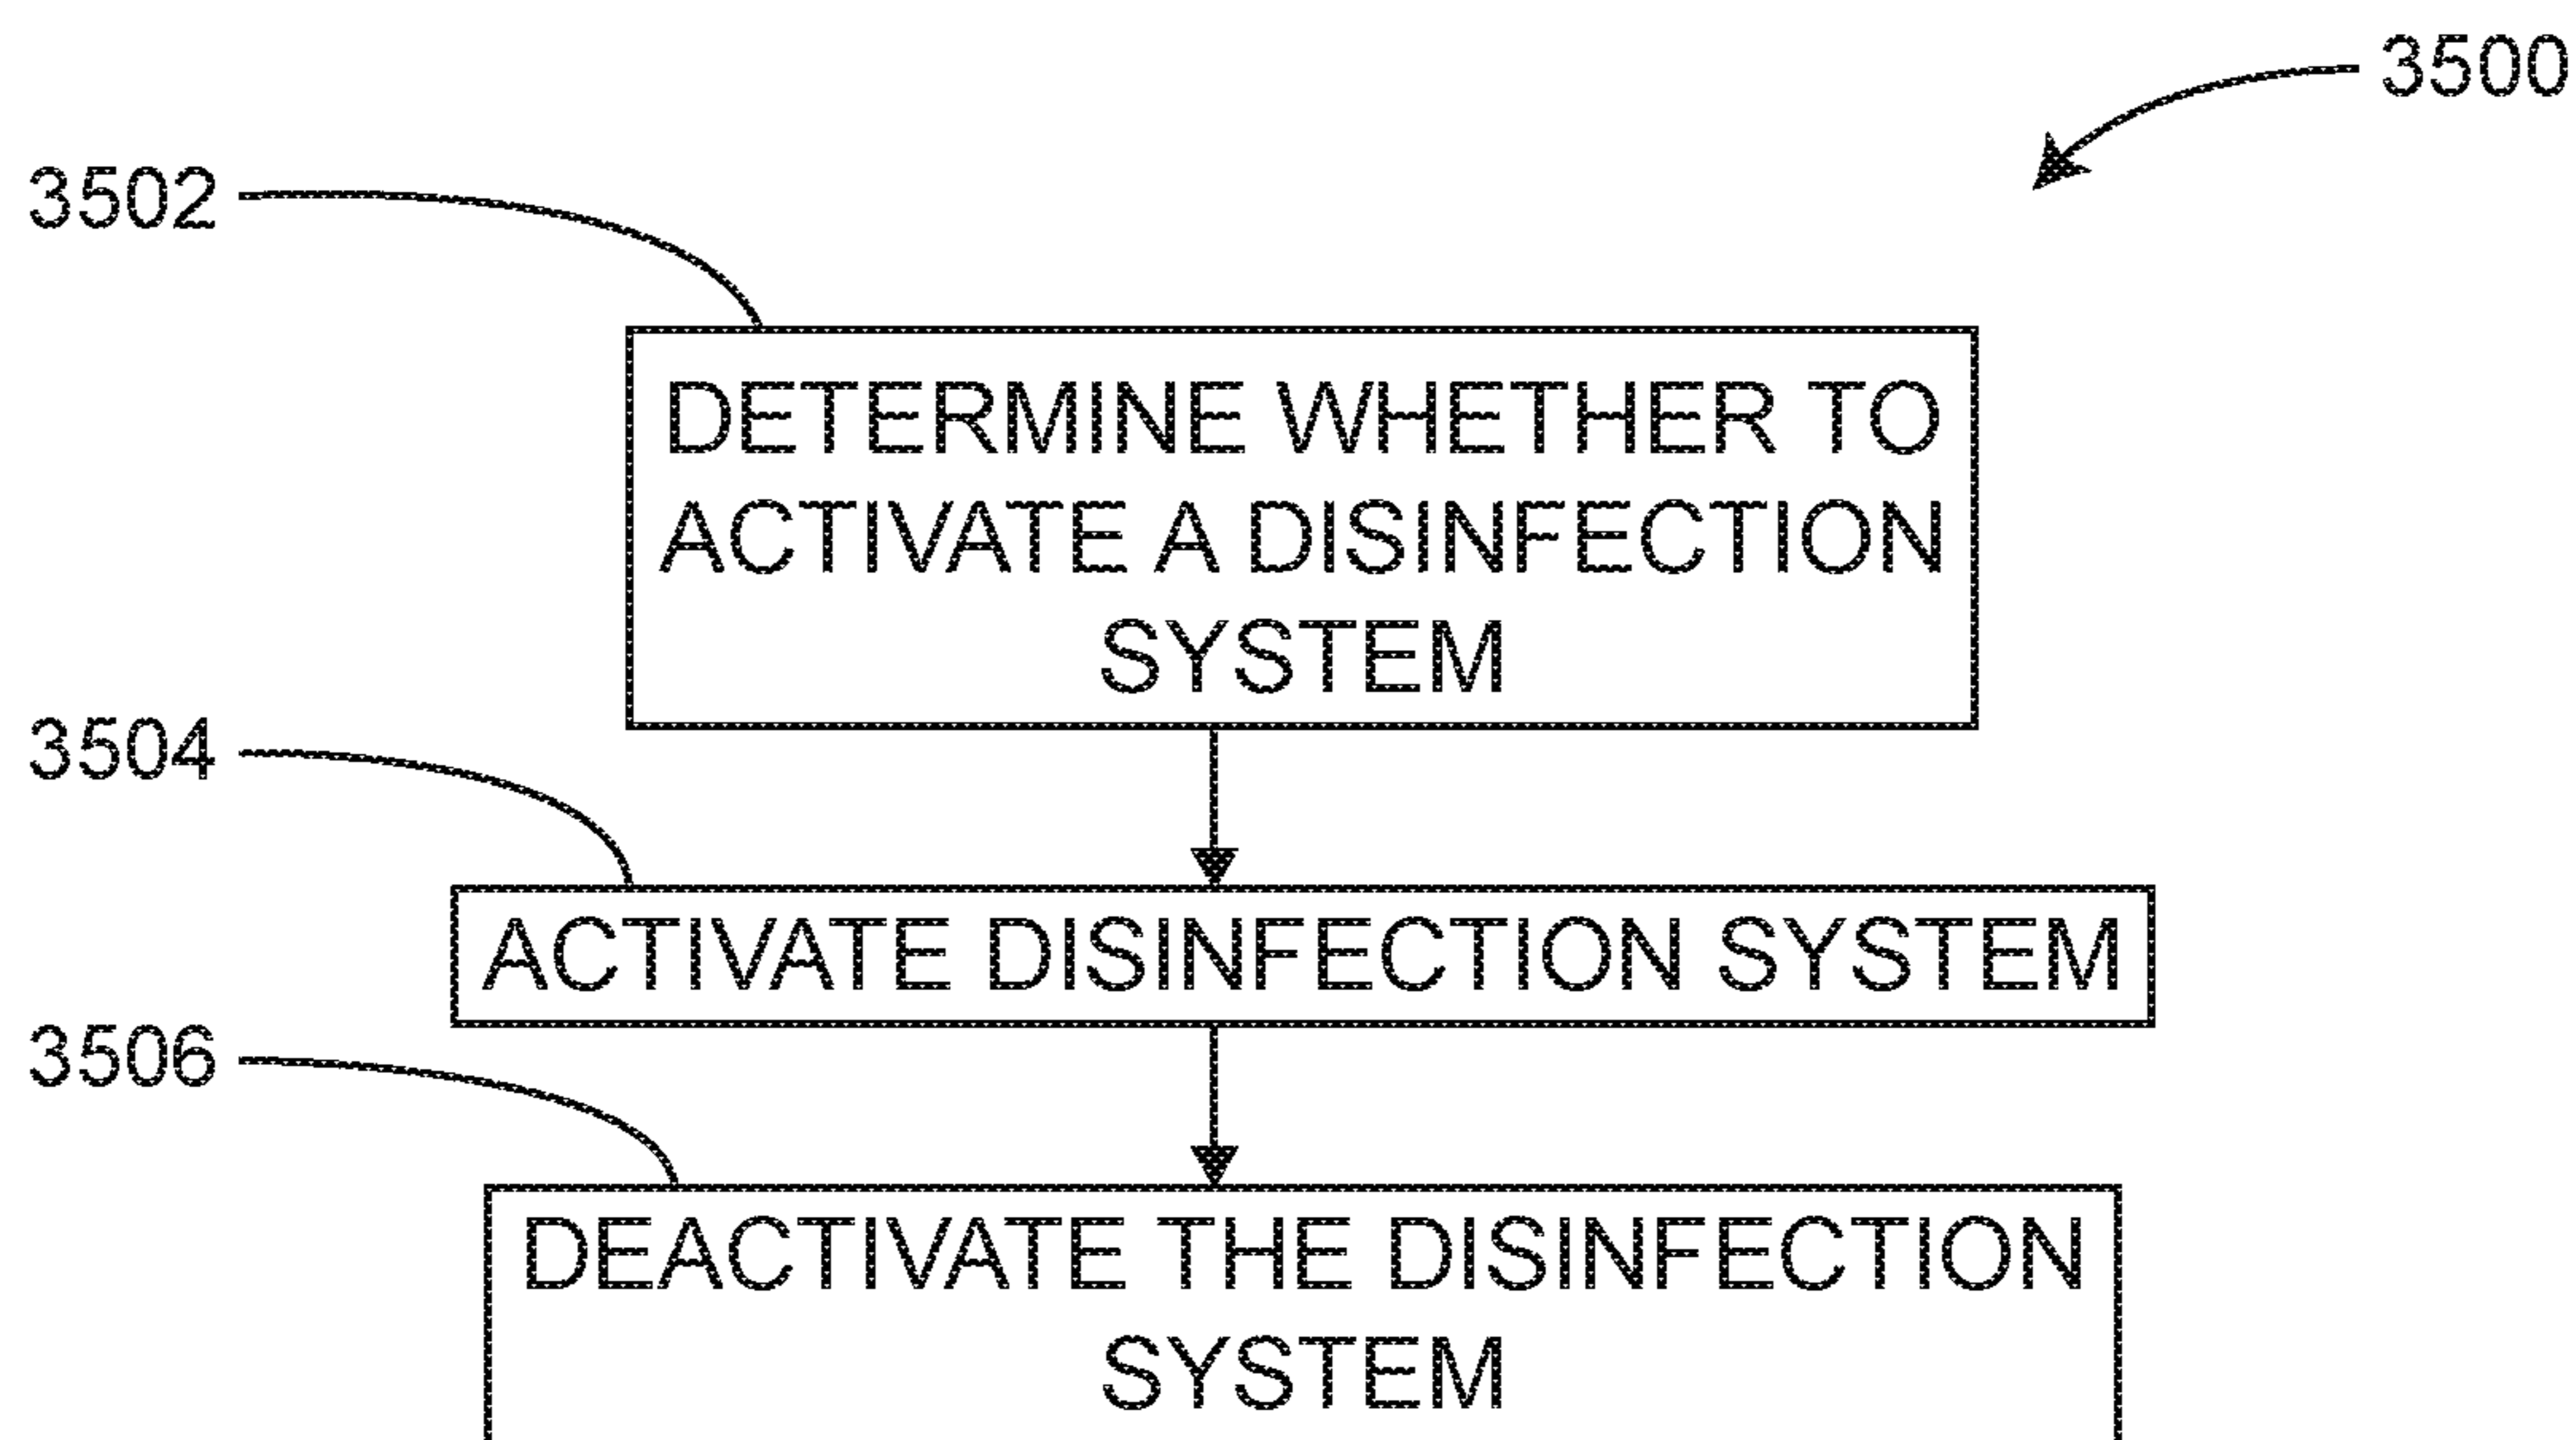 3500
3502
DETERMINE WHETHER TO
ACTIVATE A DISINFECTION
SYSTEM
3504
ACTIVATE DISINFECTION SYSTEM
3506
DEACTIVATE THE DISINFECTION
SYSTEM